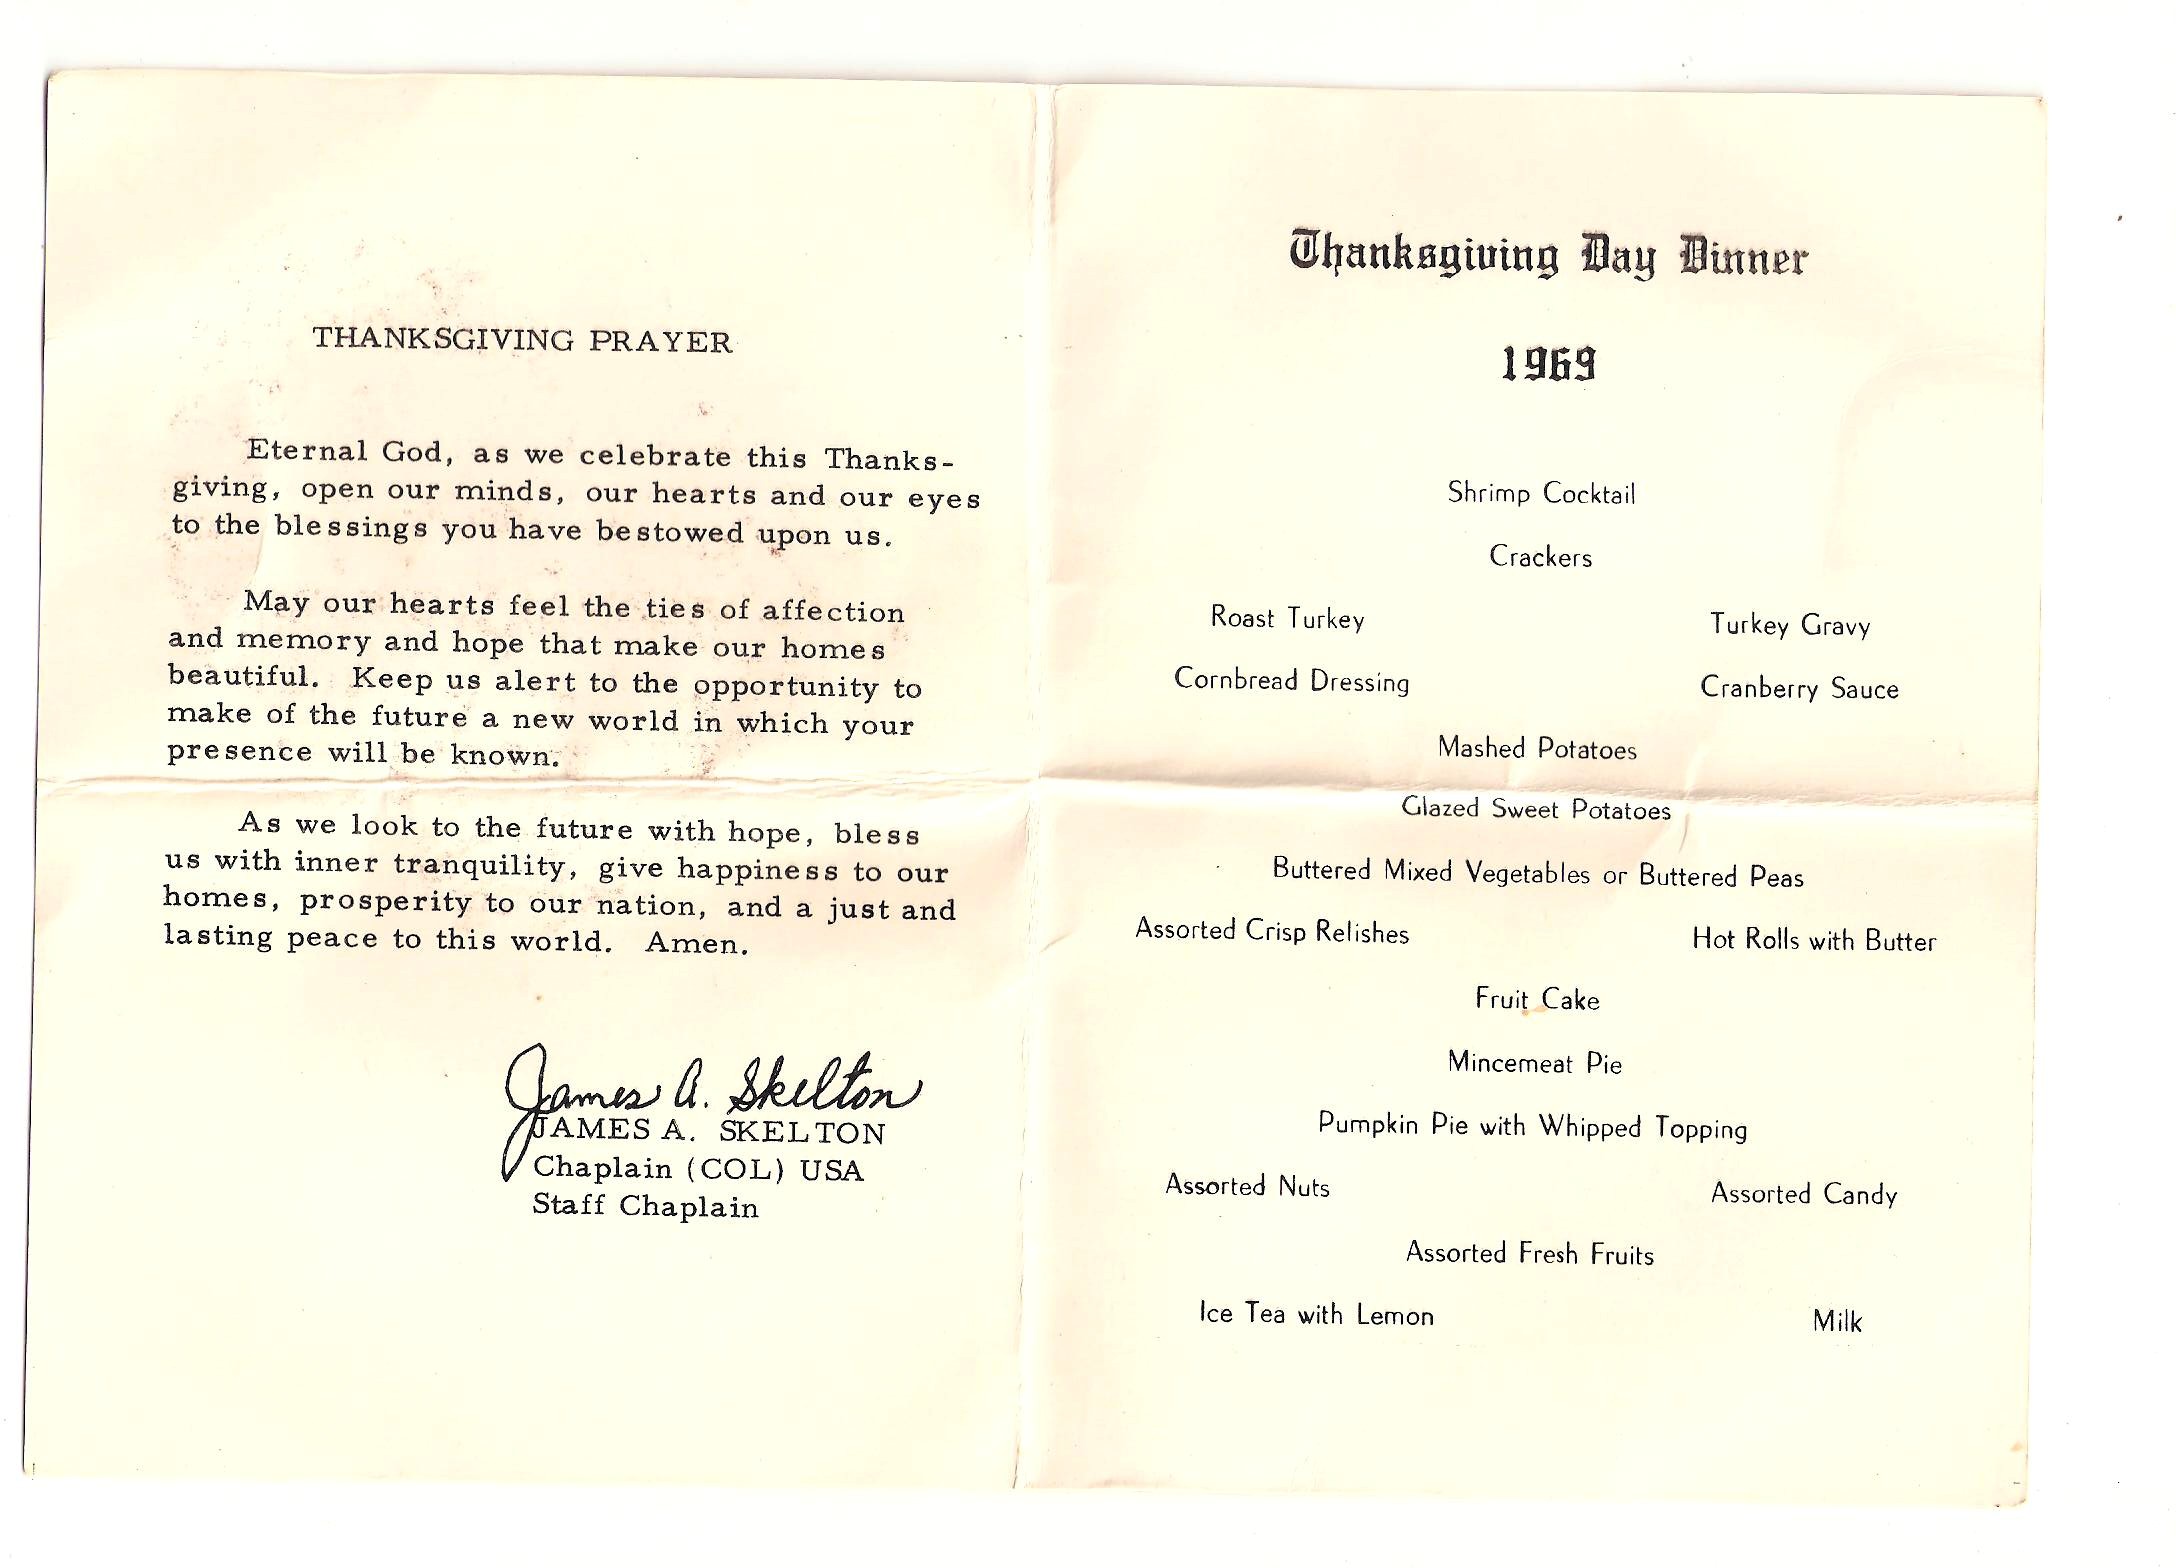 THANKSGIVING PRAYER
Eternal God, as we celebrate this Thanks-
giving, open our minds, our hearts and our eyes
to the blessings you have bestowed upon us.
May our hearts feel the ties of affection
and memory and hope that make our homes
beautiful. Keep us alert to the opportunity to
make of the future a new world in which your
presence will be known.
As we look to the future with hope, bless
us with inner tranquility, give happiness to our
homes, prosperity to our nation, and a just and
lasting peace to this world. Amen.
James A. Skelton
JAMES A. SKELTON
Chaplain (COL) USA
Staff Chaplain
Thanksgiving Day Dinner
1969
Shrimp Cocktail
Crackers
Roast Turkey Turkey Gravy
Cornbread Dressing Cranberry Sauce
Mashed Potatoes
Glazed Sweet Potatoes
Buttered Mixed Vegetables or Buttered Peas
Assorted Crisp Relishes Hot Rolls with Butter
Fruit Cake
Mincemeat Pie
Pumpkin Pie with Whipped Topping
Assorted Nuts Assorted Candy
Assorted Fresh Fruits
Ice Tea with Lemon Milk